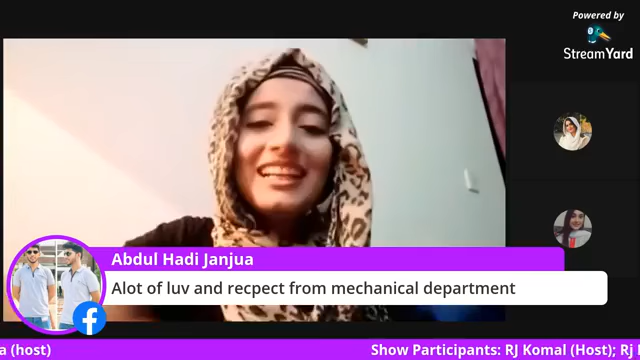 Powered by
StreamYard
Abdul Hadi Janjua
Alot of luv and recpect from mechanical department
a (host)
Show Participants: RJ Komal (Host); Rj